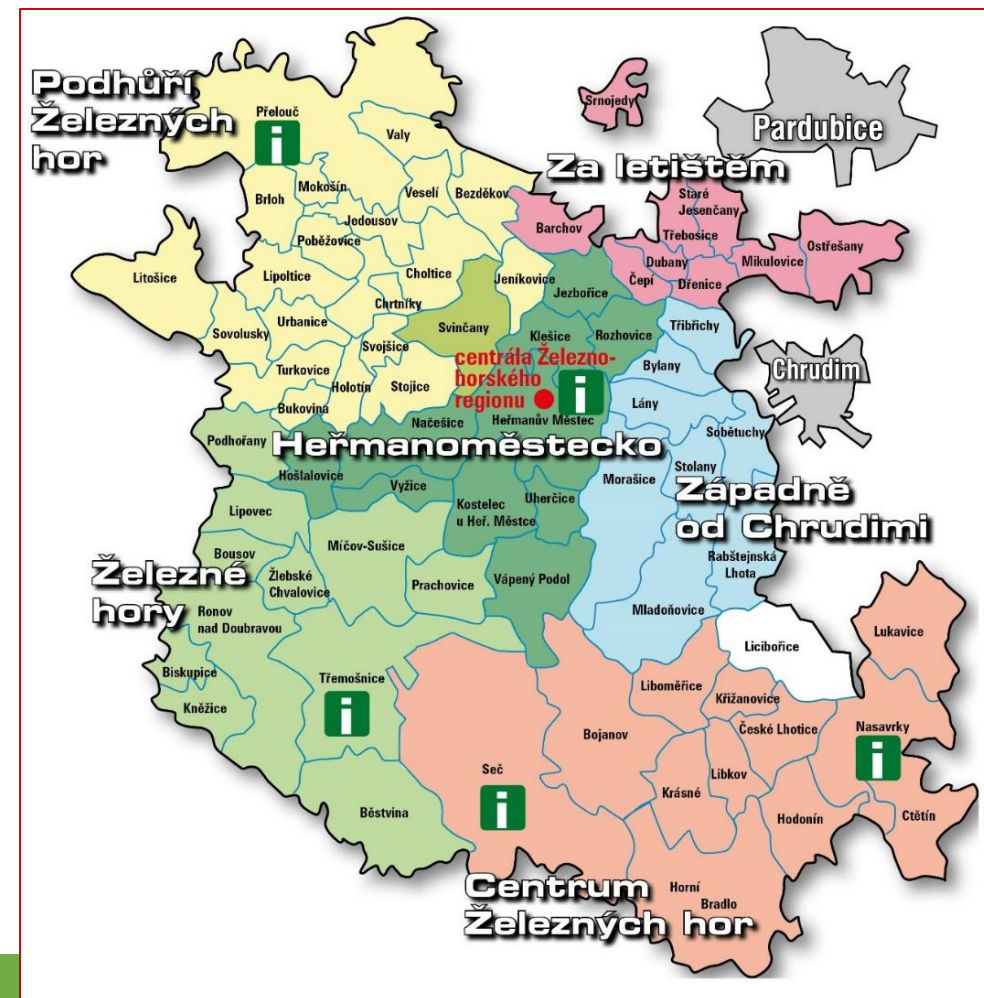 Podhůří
Železných
hor
Přelouč
i
Valy
Srnojedy
Pardubice
Za letištěm
Mokošín
Brloh
Veselí
Bezděkov
Jedousov
Poběžovice
Staré
Jesenčany
Třebosice
Barchov
Ostřešany
Mikulovice
Dubany
Čepí
Dřenice
Litošice
Lipoltice
Choltice
Jeníkovice
Jezbořice
Chrtníky
Urbanice
Sovolusky
Svinčany
Klešice
Rozhovice
Třibřichy
Svojšice
Turkovice
Holotín
Stojice
Bukovina
centrála Železno-
horského
regionu
i
Heřmanův Městec
Bylany
Chrudim
Lány
Načešice
Podhořany
Heřmanoměstecko
Sobětuchy
Hošťalovice
Vyžice
Stolany
Morašice
Západně
od Chrudimi
Kostelec
u Heř. Městce
Uherčice
Lipovec
Míčov-Sušice
Bousov
Železné
hory
Žlebské
Chvalovice
Prachovice
Vápený Podol
Rabštejnská
Lhota
Mladoňovice
Ronov
nad Doubravou
Licibořice
Lukavice
Biskupice
Kněžice
Třemošnice
i
Liboměřice
Křižanovice
Bojanov
České Lhotice
Nasavrky
i
Seč
i
Libkov
Krásné
Běstvina
Hodonín
Ctětín
Centrum
Železných hor
Horní
Bradlo